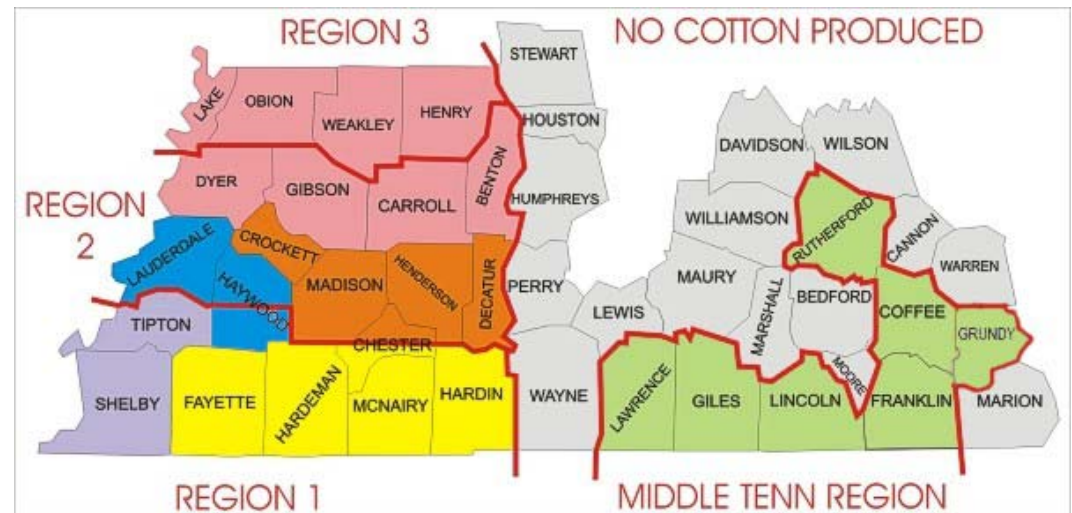 REGION 3
NO COTTON PRODUCED
STEWART
LAKE
OBION
WEAKLEY
HENRY
HOUSTON
DAVIDSON
WILSON
DYER
GIBSON
CARROLL
BENTON
HUMPHREYS
WILLIAMSON
RUTHERFORD
CANNON
WARREN
REGION
2
LAUDERDALE
CROCKETT
HAYWOOD
MADISON
HENDERSON
DECATUR
PERRY
LEWIS
MAURY
MARSHALL
BEDFORD
COFFEE
GRUNDY
TIPTON
CHESTER
MOORE
SHELBY
FAYETTE
HARDEMAN
MCNAIRY
HARDIN
WAYNE
LAWRENCE
GILES
LINCOLN
FRANKLIN
MARION
REGION 1
MIDDLE TENN REGION